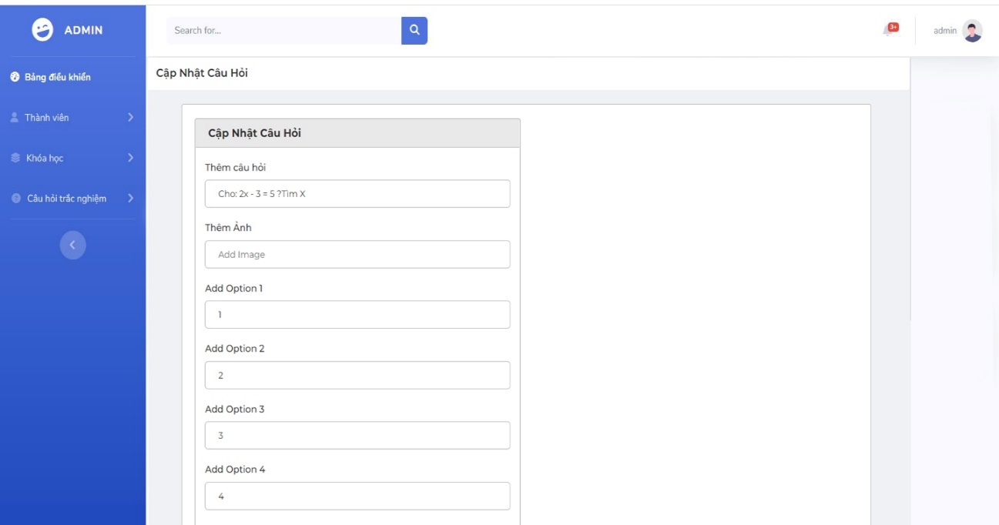 ADMIN
Search for...
3+
admin
Bảng điều khiển
Cập Nhật Câu Hỏi
Thành viên
Khóa học
Câu hỏi trắc nghiệm
Cập Nhật Câu Hỏi
Thêm câu hỏi
Cho: 2x - 3 = 5 ?Tìm X
Thêm Ảnh
Add Image
Add Option 1
1
Add Option 2
2
Add Option 3
3
Add Option 4
4